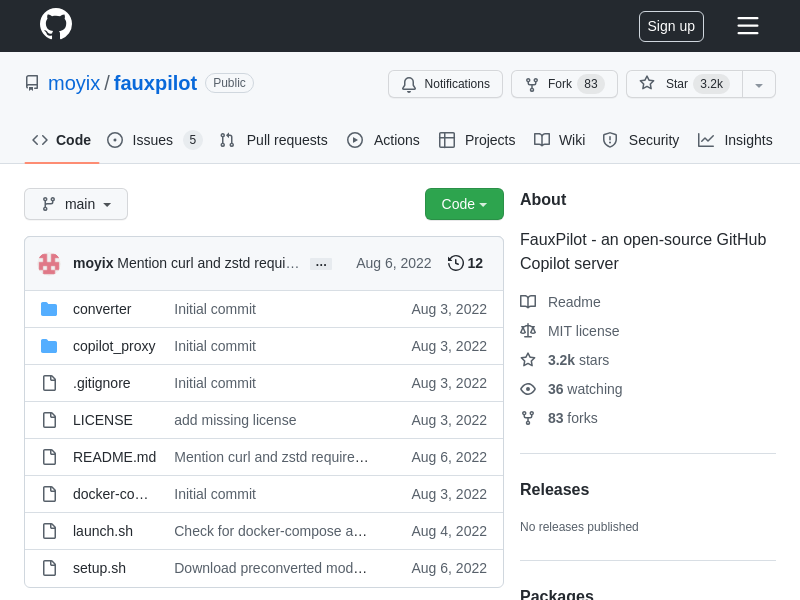 Sign up
moyix / fauxpilot Public
Notifications Fork 83 Star 3.2k
Code Issues 5 Pull requests Actions Projects Wiki Security Insights
main Code
moyix Mention curl and zstd requi… … Aug 6, 2022 12
converter Initial commit Aug 3, 2022
copilot_proxy Initial commit Aug 3, 2022
.gitignore Initial commit Aug 3, 2022
LICENSE add missing license Aug 3, 2022
README.md Mention curl and zstd require… Aug 6, 2022
docker-co… Initial commit Aug 3, 2022
launch.sh Check for docker-compose a… Aug 4, 2022
setup.sh Download preconverted mod… Aug 6, 2022
About
FauxPilot - an open-source GitHub
Copilot server
Readme
MIT license
3.2k stars
36 watching
83 forks
Releases
No releases published
Packages